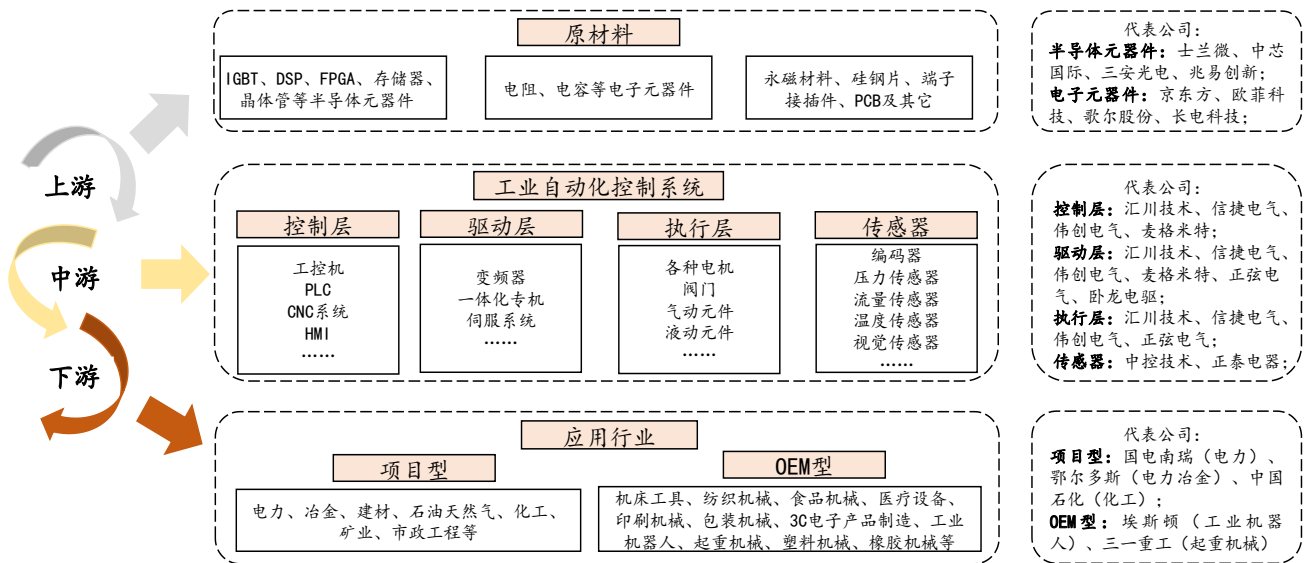 原材料
IGBT、DSP、FPGA、存储器、
晶体管等半导体元器件
电阻、电容等电子元器件
永磁材料、硅钢片、端子
接插件、PCB及其它
代表公司：
半导体元器件：士兰微、中芯
国际、三安光电、兆易创新；
电子元器件：京东方、欧菲科
技、歌尔股份、长电科技；
上游
中游
下游
工业自动化控制系统
控制层
工控机
PLC
CNC系统
HMI
......
驱动层
变频器
一体化专机
伺服系统
......
执行层
各种电机
阀门
气动元件
液动元件
......
传感器
编码器
压力传感器
流量传感器
温度传感器
视觉传感器
......
代表公司：
控制层：汇川技术、信捷电气、
伟创电气、麦格米特；
驱动层：汇川技术、信捷电气、
伟创电气、麦格米特、正弦电
气、卧龙电驱；
执行层：汇川技术、信捷电气、
伟创电气、正弦电气；
传感器：中控技术、正泰电器；
应用行业
项目型
电力、冶金、建材、石油天然气、化工、
矿业、市政工程等
OEM型
机床工具、纺织机械、食品机械、医疗设备、
印刷机械、包装机械、3C电子产品制造、工业
机器人、起重机械、塑料机械、橡胶机械等
代表公司：
项目型：国电南瑞（电力）、
鄂尔多斯（电力冶金）、中国
石化（化工）；
OEM型：埃斯顿（工业机器
人）、三一重工（起重机械）